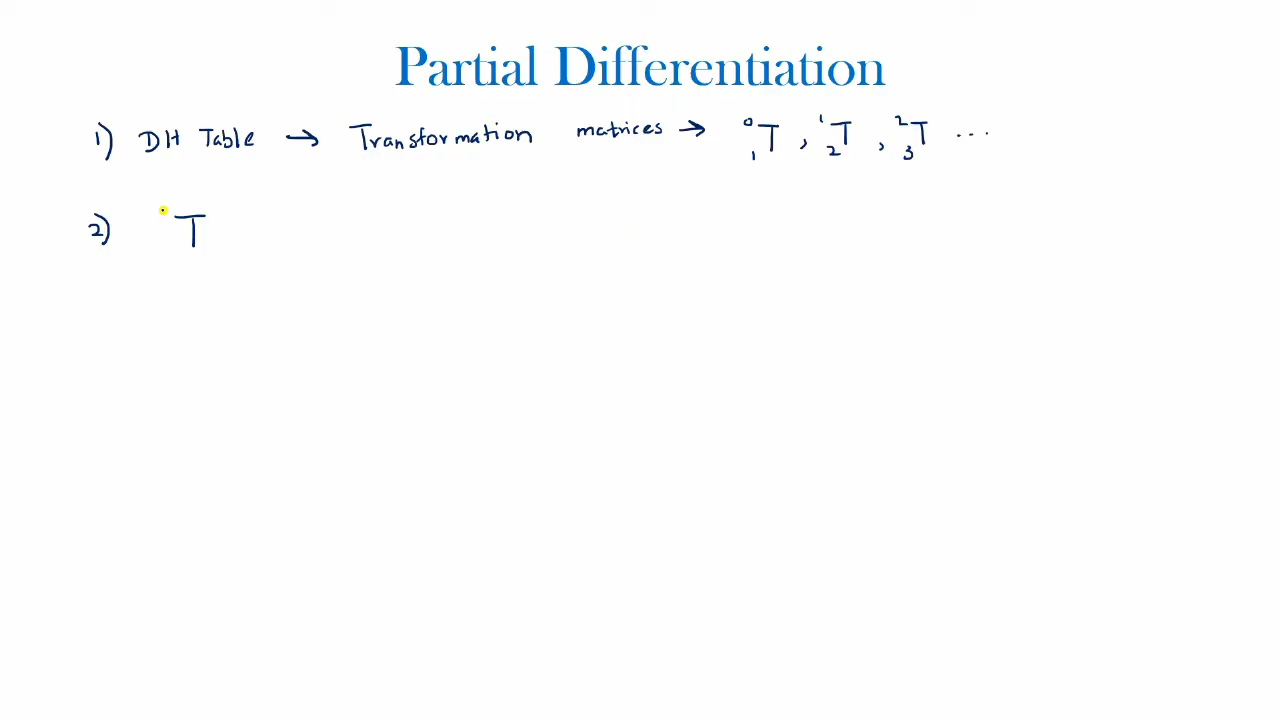 Partial Differentiation
1) DH Table → Transformation matrices → ⁰₁T , ¹₂T , ²₃T ...
2) T